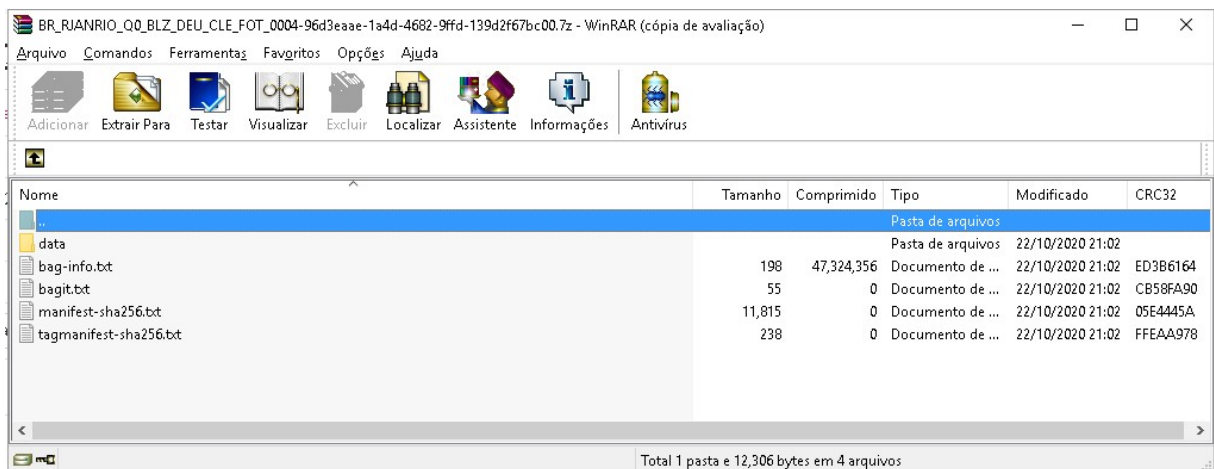 BR_RJANRIO_Q0_BLZ_DEU_CLE_FOT_0004-96d3eaae-1a4d-4682-9ffd-139d2f67bc00.7z - WinRAR (cópia de avaliação)
Arquivo Comandos Ferramentas Favoritos Opções Ajuda
Adicionar Extrair Para Testar Visualizar Excluir Localizar Assistente Informações Antivírus
Nome Tamanho Comprimido Tipo Modificado CRC32
.. Pasta de arquivos
data Pasta de arquivos 22/10/2020 21:02
bag-info.txt 198 47,324,356 Documento de ... 22/10/2020 21:02 ED3B6164
bagit.txt 55 0 Documento de ... 22/10/2020 21:02 CB58FA90
manifest-sha256.txt 11,815 0 Documento de ... 22/10/2020 21:02 05E4445A
tagmanifest-sha256.txt 238 0 Documento de ... 22/10/2020 21:02 FFEAA978
Total 1 pasta e 12,306 bytes em 4 arquivos